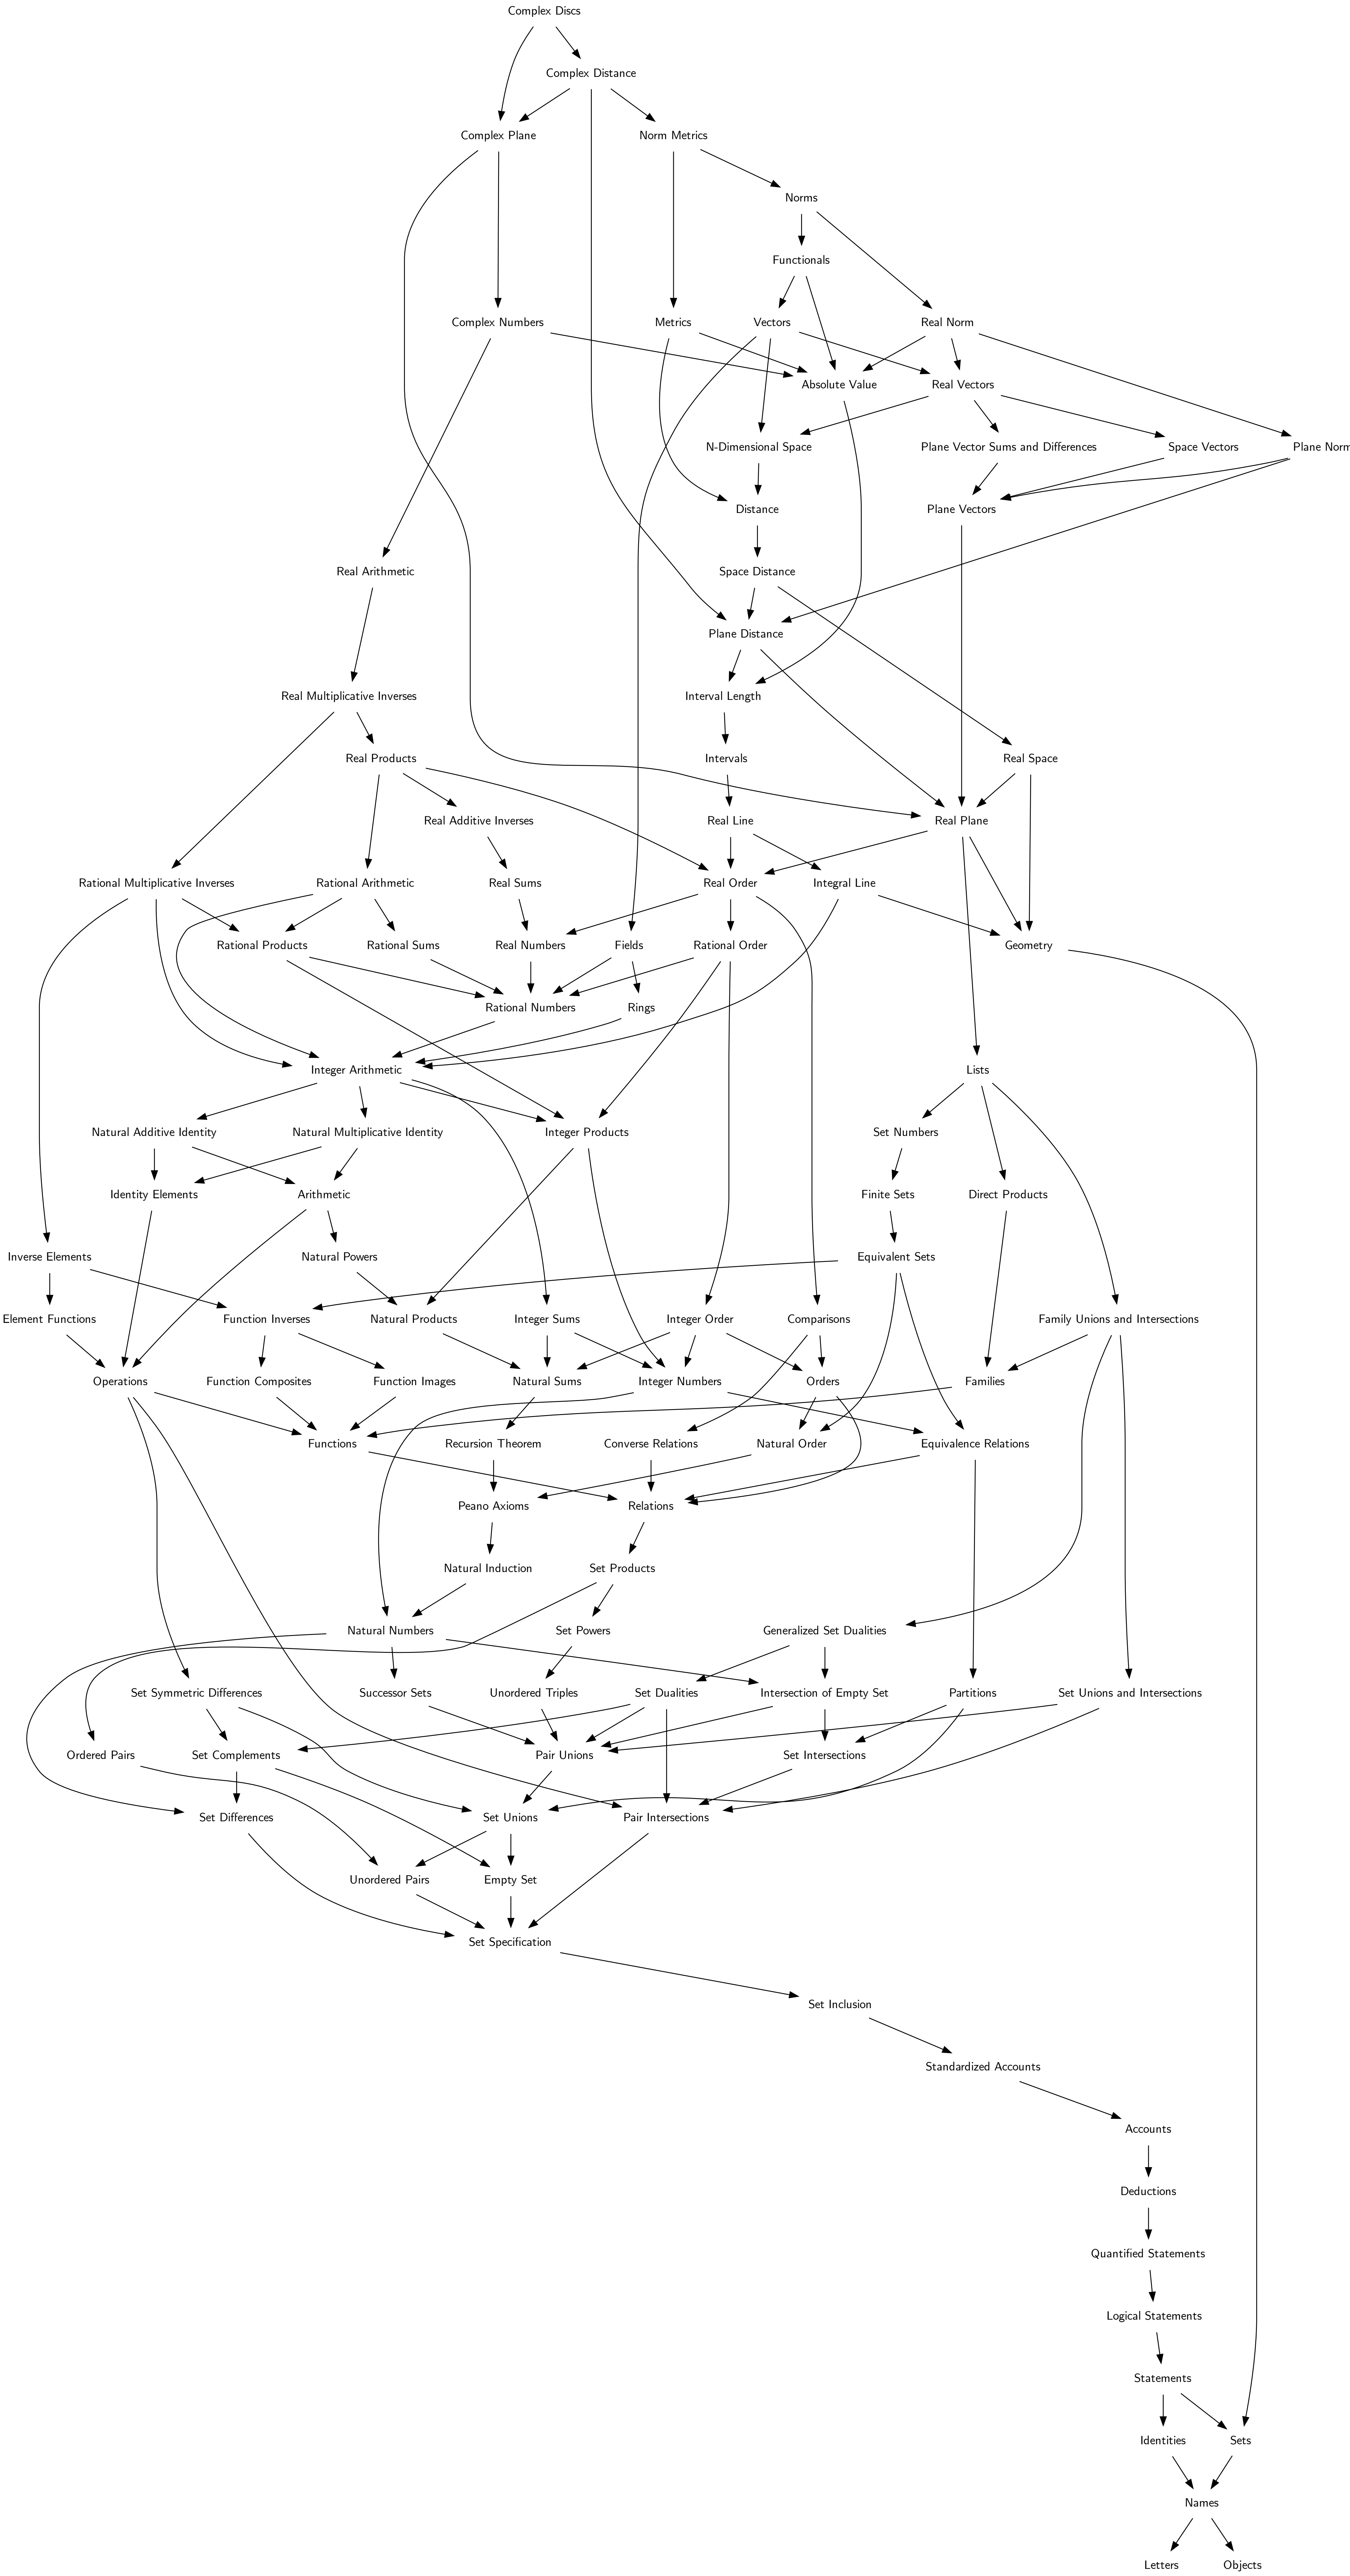 Complex Discs
Complex Distance
Complex Plane
Norm Metrics
Norms
Functionals
Complex Numbers
Metrics
Vectors
Real Norm
Absolute Value
Real Vectors
N-Dimensional Space
Plane Vector Sums and Differences
Space Vectors
Plane Norm
Distance
Plane Vectors
Real Arithmetic
Space Distance
Plane Distance
Real Multiplicative Inverses
Interval Length
Real Products
Intervals
Real Space
Real Additive Inverses
Real Line
Real Plane
Rational Multiplicative Inverses
Rational Arithmetic
Real Sums
Real Order
Integral Line
Rational Products
Rational Sums
Real Numbers
Fields
Rational Order
Geometry
Rational Numbers
Rings
Integer Arithmetic
Lists
Natural Additive Identity
Natural Multiplicative Identity
Integer Products
Set Numbers
Identity Elements
Arithmetic
Finite Sets
Direct Products
Inverse Elements
Natural Powers
Equivalent Sets
Element Functions
Function Inverses
Natural Products
Integer Sums
Integer Order
Comparisons
Family Unions and Intersections
Operations
Function Composites
Function Images
Natural Sums
Integer Numbers
Orders
Families
Functions
Recursion Theorem
Converse Relations
Natural Order
Equivalence Relations
Peano Axioms
Relations
Natural Induction
Set Products
Natural Numbers
Set Powers
Generalized Set Dualities
Set Symmetric Differences
Successor Sets
Unordered Triples
Set Dualities
Intersection of Empty Set
Partitions
Set Unions and Intersections
Ordered Pairs
Set Complements
Pair Unions
Set Intersections
Set Differences
Set Unions
Pair Intersections
Unordered Pairs
Empty Set
Set Specification
Set Inclusion
Standardized Accounts
Accounts
Deductions
Quantified Statements
Logical Statements
Statements
Identities
Sets
Names
Letters
Objects